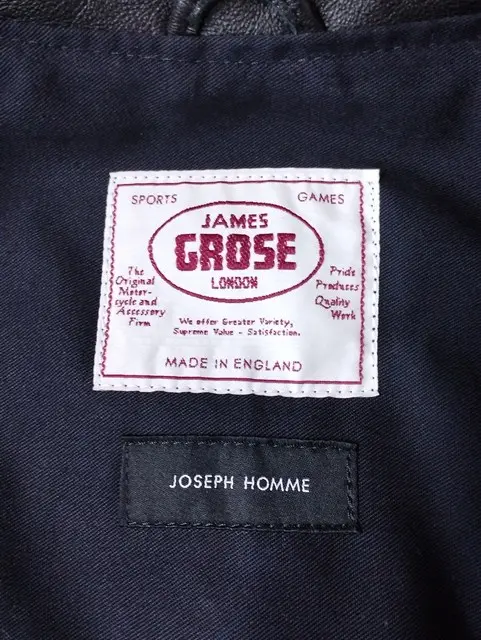 SPORTS GAMES
JAMES
GROSE
LONDON
The
Original
Motor-
cycle and
Accessory
Firm
Pride
Produces
Quality
Work
We offer Greater Variety,
Supreme Value - Satisfaction.
MADE IN ENGLAND
JOSEPH HOMME